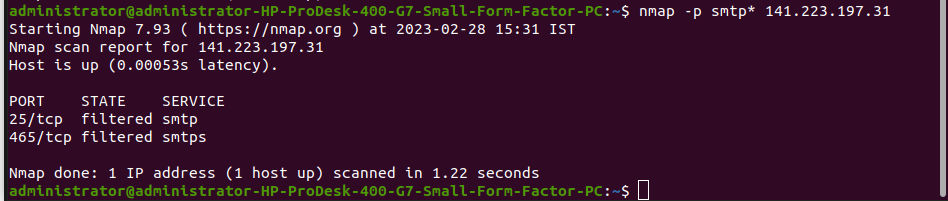 administrator@administrator-HP-ProDesk-400-G7-Small-Form-Factor-PC:~$ nmap -p smtp* 141.223.197.31
Starting Nmap 7.93 ( https://nmap.org ) at 2023-02-28 15:31 IST
Nmap scan report for 141.223.197.31
Host is up (0.00053s latency).

PORT    STATE    SERVICE
25/tcp  filtered smtp
465/tcp filtered smtps

Nmap done: 1 IP address (1 host up) scanned in 1.22 seconds
administrator@administrator-HP-ProDesk-400-G7-Small-Form-Factor-PC:~$